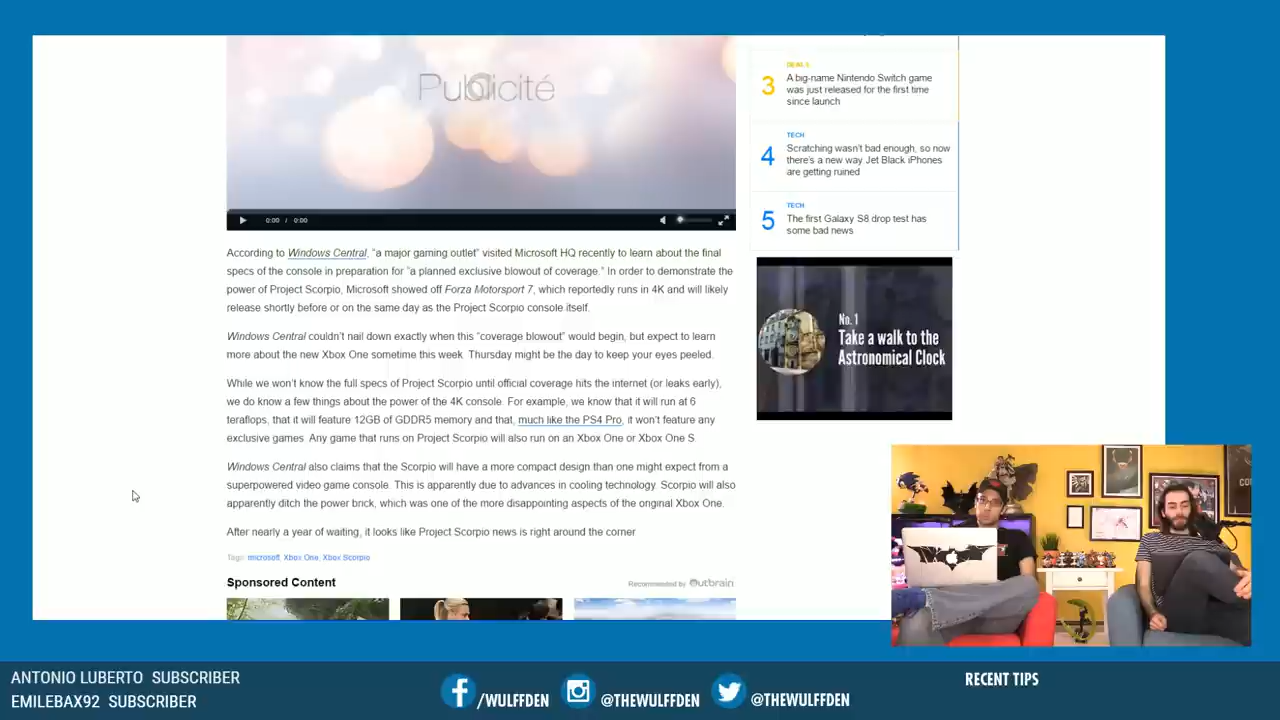 Publicité
0:00 / 0:00
According to Windows Central, “a major gaming outlet” visited Microsoft HQ recently to learn about the final
specs of the console in preparation for “a planned exclusive blowout of coverage.” In order to demonstrate the
power of Project Scorpio, Microsoft showed off Forza Motorsport 7, which reportedly runs in 4K and will likely
release shortly before or on the same day as the Project Scorpio console itself.
Windows Central couldn’t nail down exactly when this “coverage blowout” would begin, but expect to learn
more about the new Xbox One sometime this week. Thursday might be the day to keep your eyes peeled.
While we won’t know the full specs of Project Scorpio until official coverage hits the internet (or leaks early),
we do know a few things about the power of the 4K console. For example, we know that it will run at 6
teraflops, that it will feature 12GB of GDDR5 memory and that, much like the PS4 Pro, it won’t feature any
exclusive games. Any game that runs on Project Scorpio will also run on an Xbox One or Xbox One S.
Windows Central also claims that the Scorpio will have a more compact design than one might expect from a
superpowered video game console. This is apparently due to advances in cooling technology. Scorpio will also
apparently ditch the power brick, which was one of the more disappointing aspects of the original Xbox One.
After nearly a year of waiting, it looks like Project Scorpio news is right around the corner
Tags: microsoft, Xbox One, Xbox Scorpio
Sponsored Content
Recommended by Outbrain
DEALS
3
A big-name Nintendo Switch game
was just released for the first time
since launch
TECH
4
Scratching wasn’t bad enough, so now
there’s a new way Jet Black iPhones
are getting ruined
TECH
5
The first Galaxy S8 drop test has
some bad news
No. 1
Take a walk to the
Astronomical Clock
ANTONIO LUBERTO SUBSCRIBER
EMILEBAX92 SUBSCRIBER
/WULFFDEN
@THEWULFFDEN
@THEWULFFDEN
RECENT TIPS